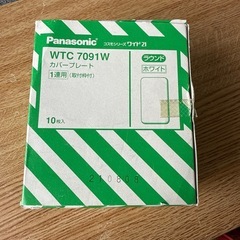 Panasonic
コスモシリーズワイド21
WTC 7091W
カバープレート
1連用(取付枠付)
ラウンド
ホワイト
10枚入
210805